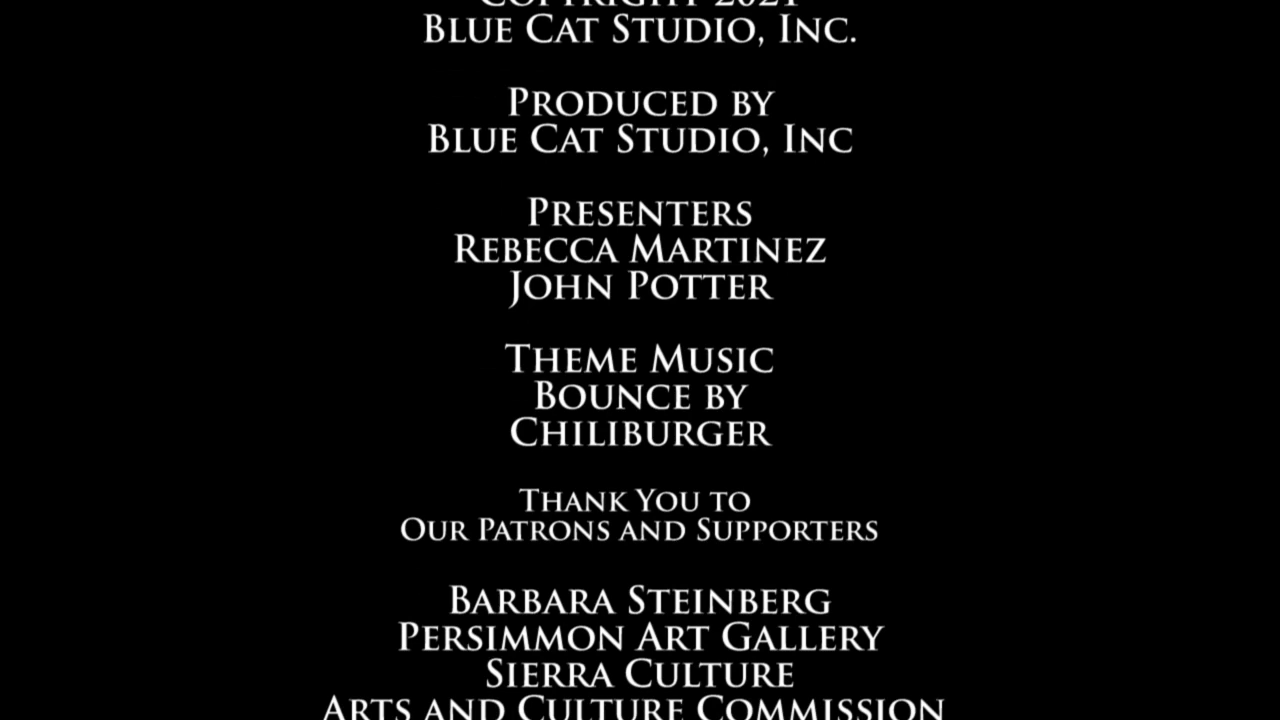 Copyright 2021
Blue Cat Studio, Inc.
Produced by
Blue Cat Studio, Inc
Presenters
Rebecca Martinez
John Potter
Theme Music
Bounce by
Chiliburger
Thank You to
Our Patrons and Supporters
Barbara Steinberg
Persimmon Art Gallery
Sierra Culture
Arts and Culture Commission